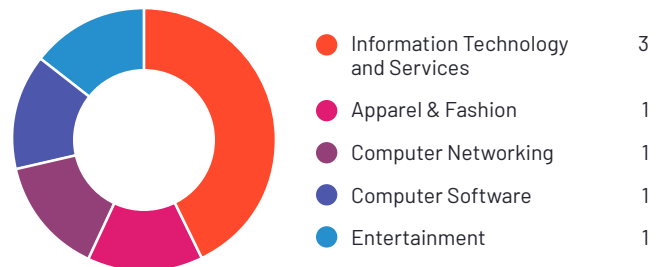 Information Technology 3
and Services
Apparel & Fashion 1
Computer Networking 1
Computer Software 1
Entertainment 1